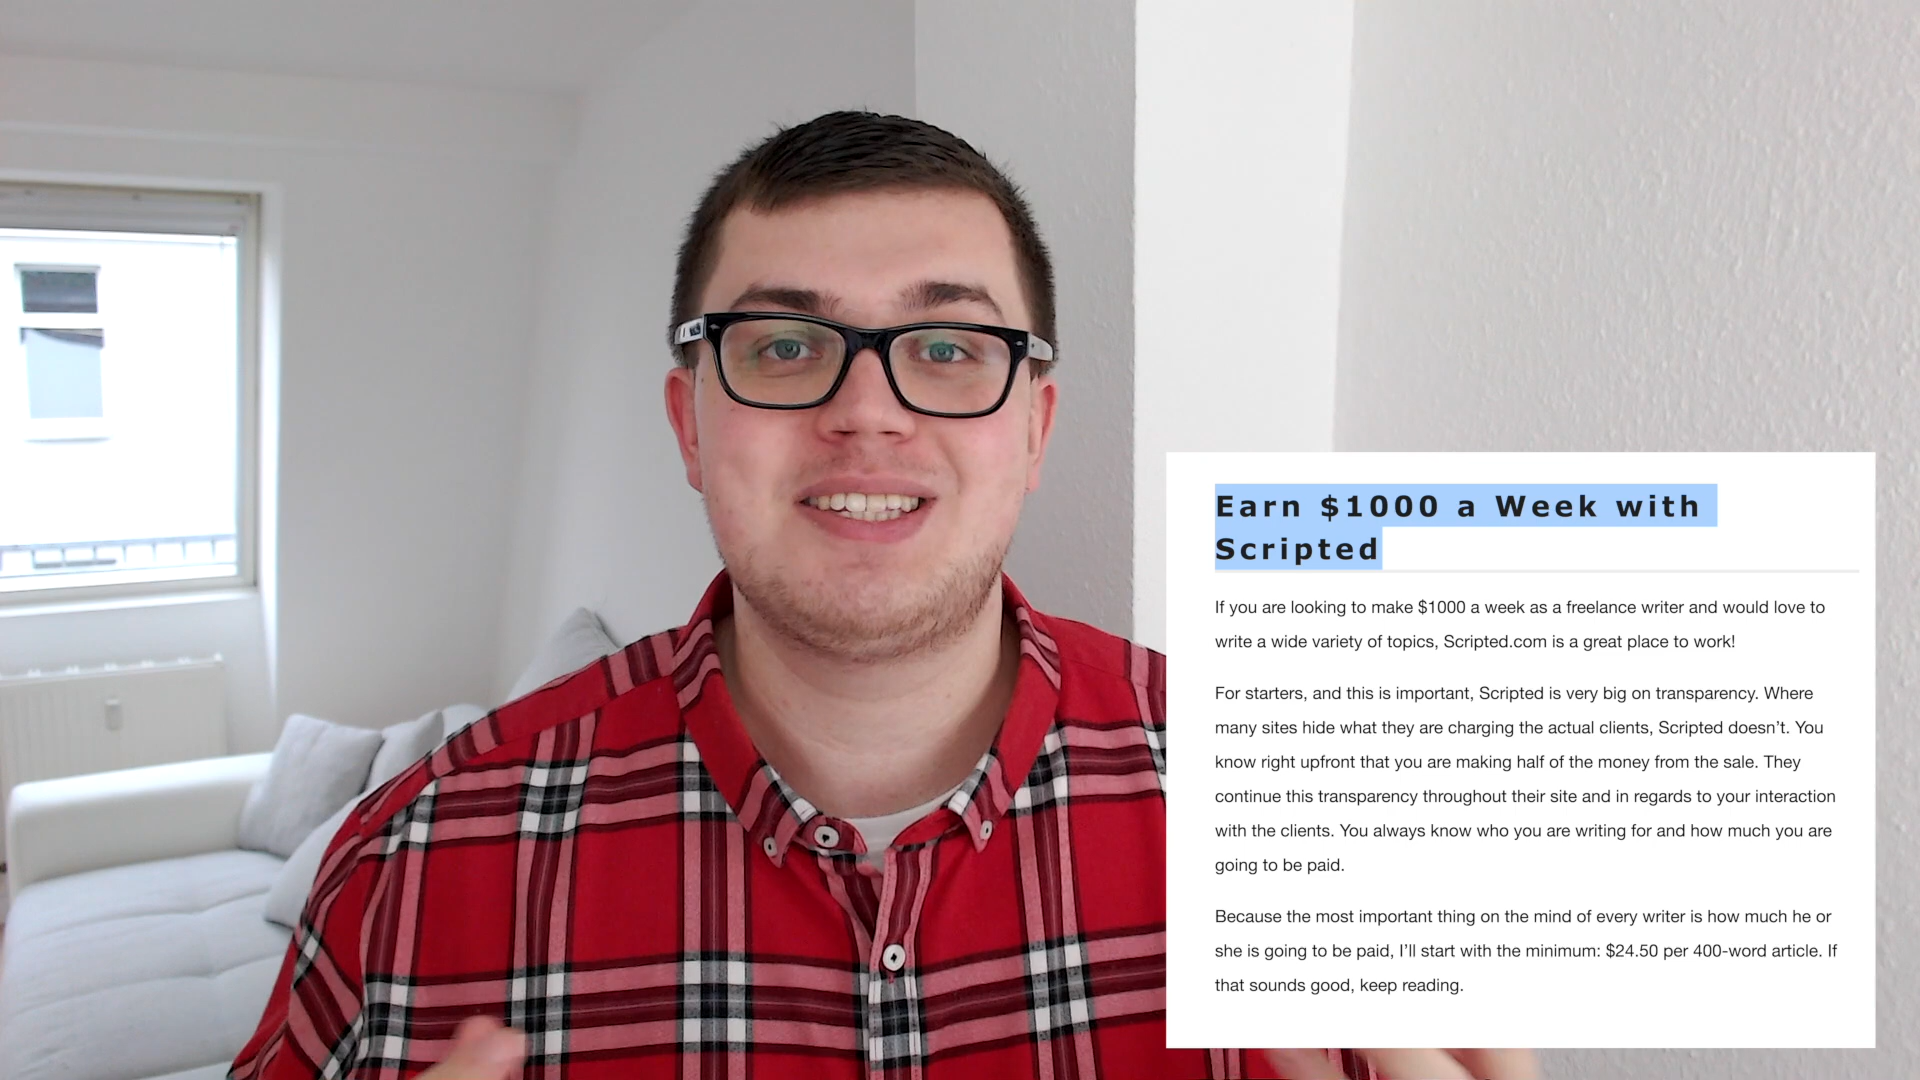 Earn $1000 a Week with
Scripted
If you are looking to make $1000 a week as a freelance writer and would love to
write a wide variety of topics, Scripted.com is a great place to work!
For starters, and this is important, Scripted is very big on transparency. Where
many sites hide what they are charging the actual clients, Scripted doesn’t. You
know right upfront that you are making half of the money from the sale. They
continue this transparency throughout their site and in regards to your interaction
with the clients. You always know who you are writing for and how much you are
going to be paid.
Because the most important thing on the mind of every writer is how much he or
she is going to be paid, I’ll start with the minimum: $24.50 per 400-word article. If
that sounds good, keep reading.